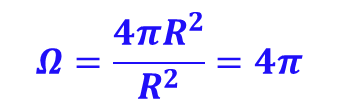 Ω = 4πR² / R² = 4π